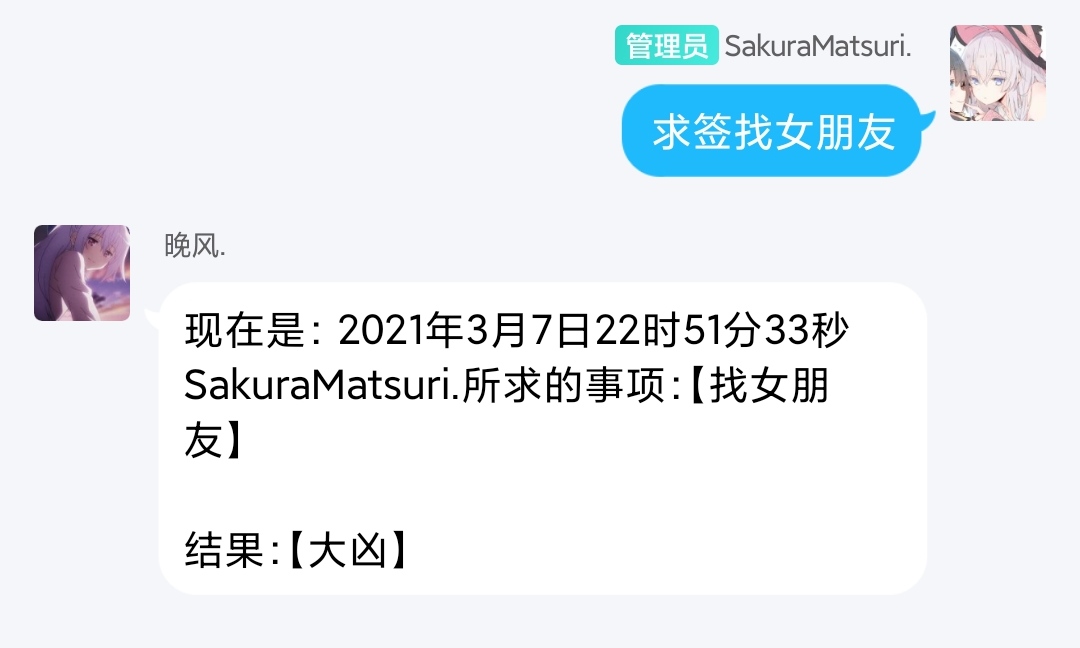 管理员 SakuraMatsuri.
求签找女朋友
晚风.
现在是: 2021年3月7日22时51分33秒
SakuraMatsuri.所求的事项:【找女朋
友】
结果:【大凶】